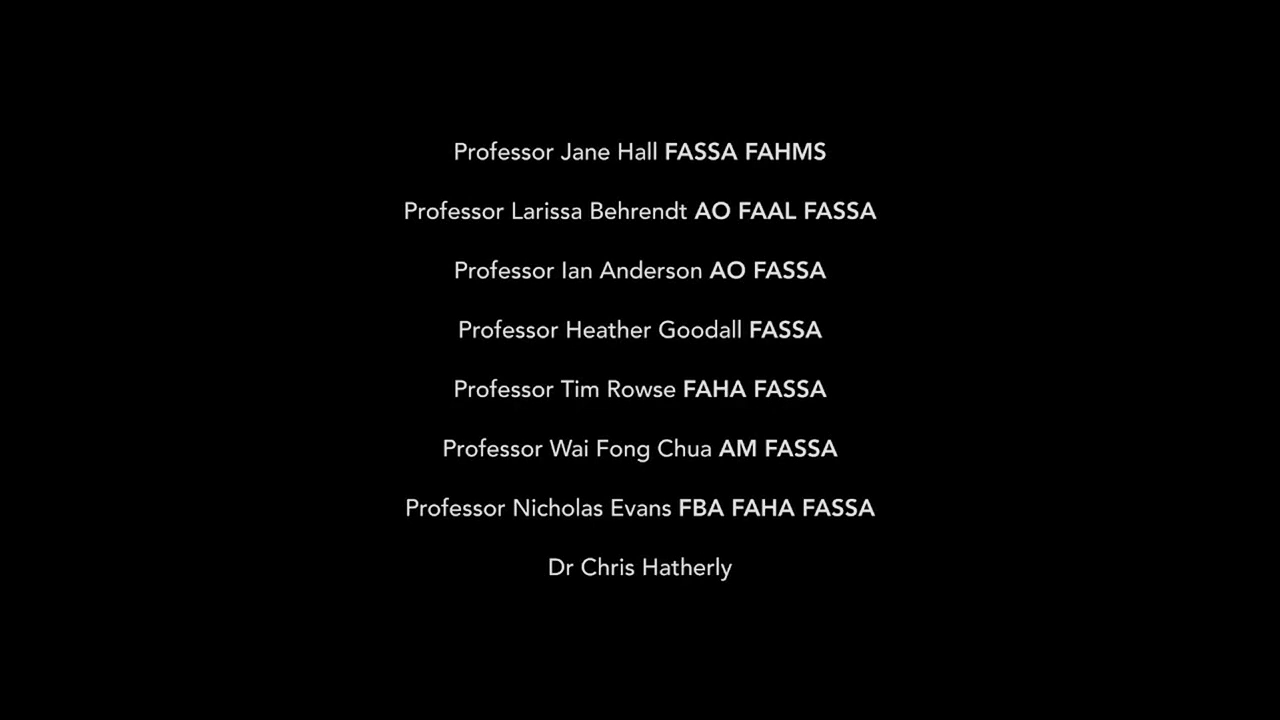 Professor Jane Hall FASSA FAHMS
Professor Larissa Behrendt AO FAAL FASSA
Professor Ian Anderson AO FASSA
Professor Heather Goodall FASSA
Professor Tim Rowse FAHA FASSA
Professor Wai Fong Chua AM FASSA
Professor Nicholas Evans FBA FAHA FASSA
Dr Chris Hatherly